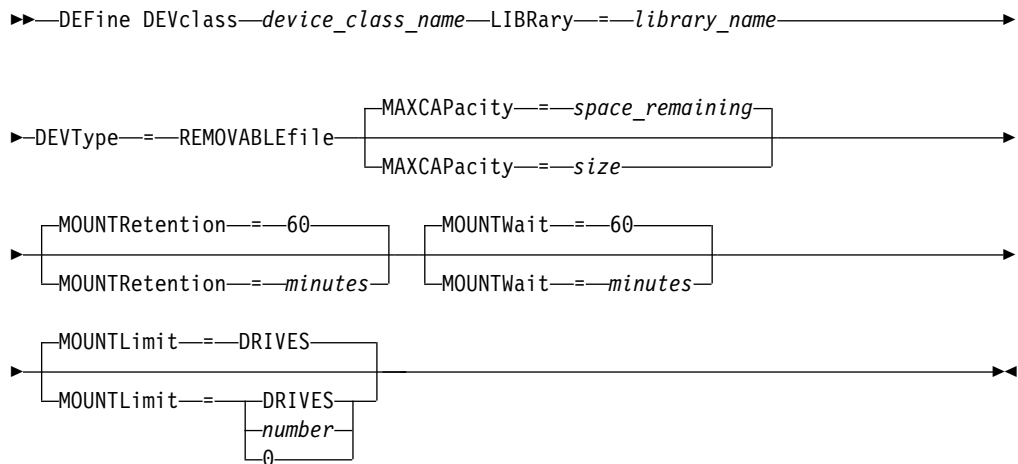 DEFine DEVclass device_class_name LIBRary = library_name
MAXCAPacity = space_remaining
DEVType = REMOVABLEfile
MAXCAPacity = size
MOUNTRetention = 60 MOUNTWait = 60
MOUNTRetention = minutes MOUNTWait = minutes
MOUNTLimit = DRIVES
MOUNTLimit = DRIVES
number
0